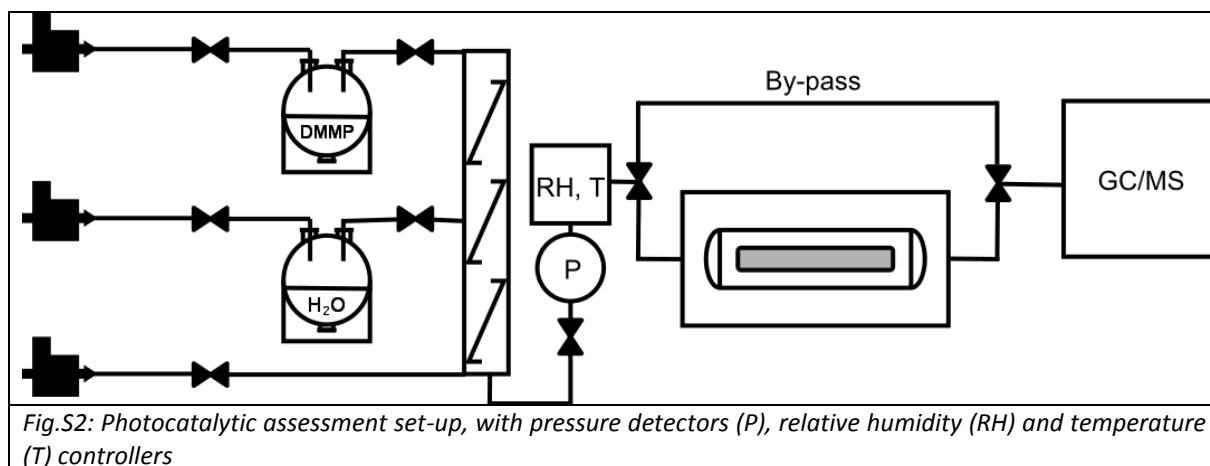 By-pass
DMMP
RH, T
GC/MS
P
H₂O
Fig.S2: Photocatalytic assessment set-up, with pressure detectors (P), relative humidity (RH) and temperature
(T) controllers